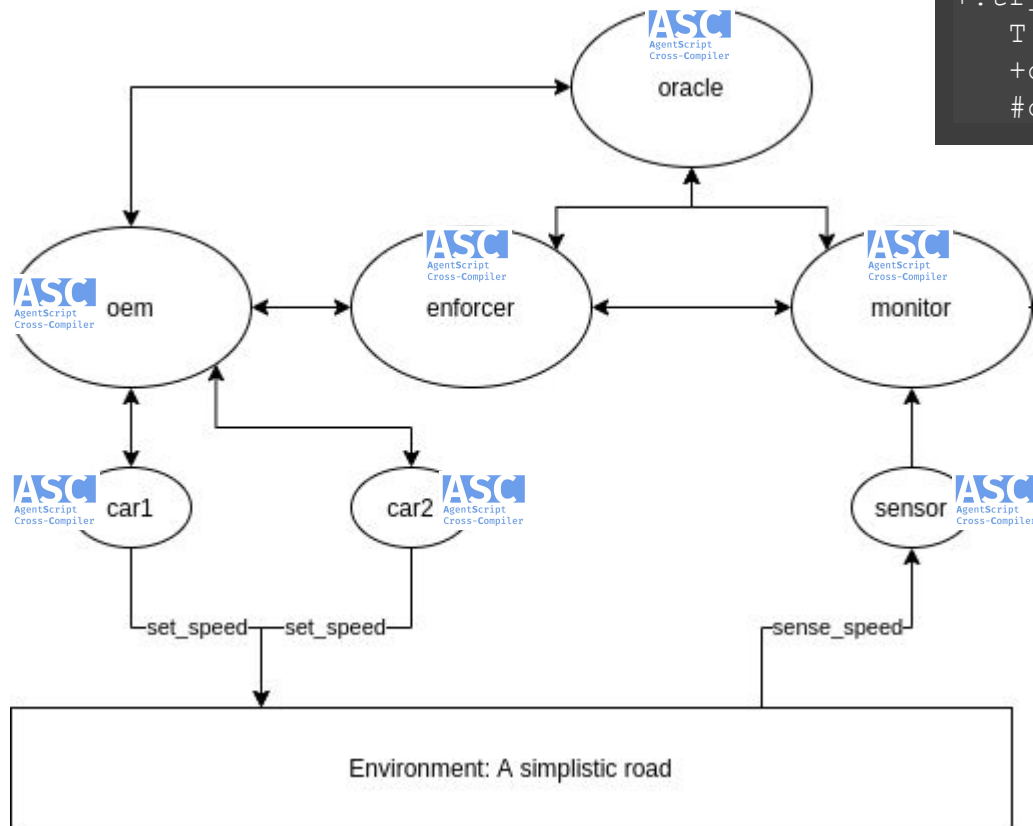 ASC
AgentScript
Cross-Compiler
oracle
T
ASC
AgentScript
Cross-Compiler
oem
ASC
AgentScript
Cross-Compiler
enforcer
ASC
AgentScript
Cross-Compiler
monitor
ASC
AgentScript
Cross-Compiler
car1
car2
ASC
AgentScript
Cross-Compiler
sensor
ASC
AgentScript
Cross-Compiler
set_speed
set_speed
sense_speed
Environment: A simplistic road